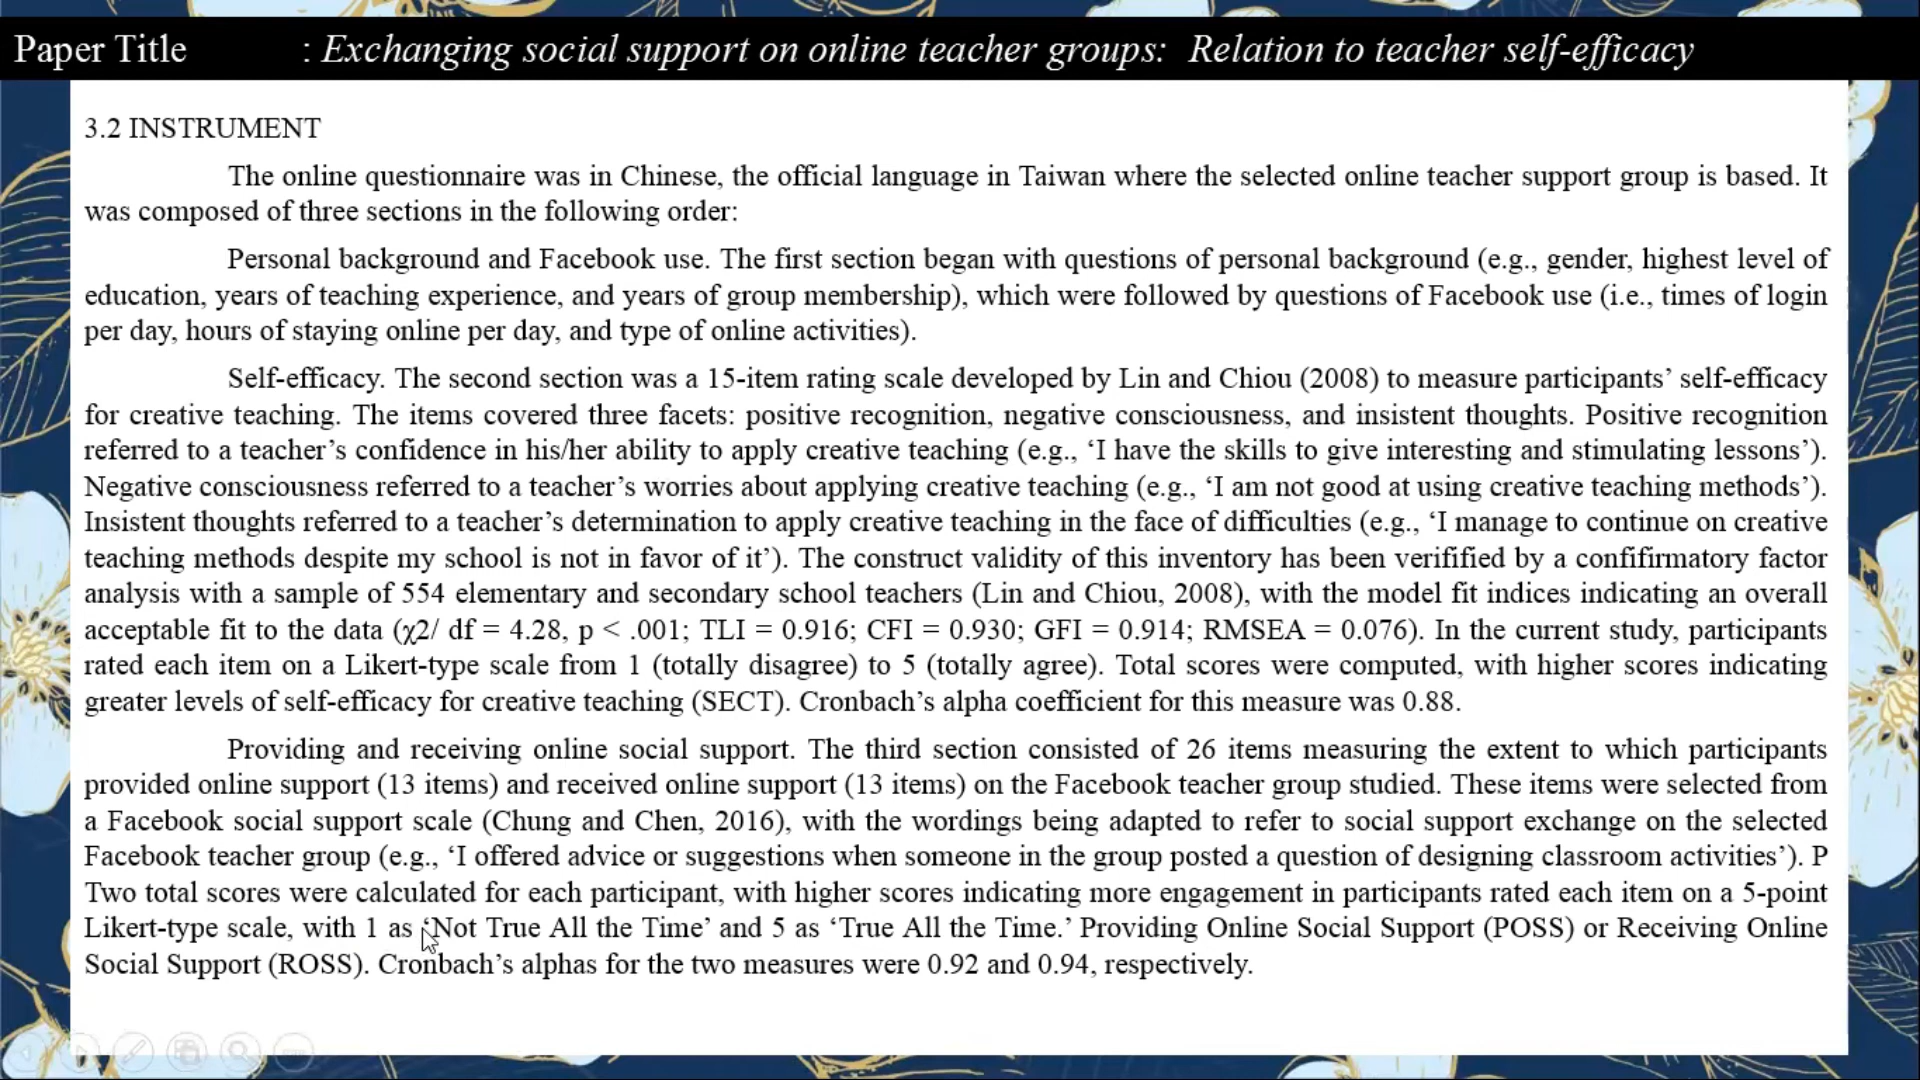 Paper Title : Exchanging social support on online teacher groups: Relation to teacher self-efficacy
3.2 INSTRUMENT
The online questionnaire was in Chinese, the official language in Taiwan where the selected online teacher support group is based. It
was composed of three sections in the following order:
Personal background and Facebook use. The first section began with questions of personal background (e.g., gender, highest level of
education, years of teaching experience, and years of group membership), which were followed by questions of Facebook use (i.e., times of login
per day, hours of staying online per day, and type of online activities).
Self-efficacy. The second section was a 15-item rating scale developed by Lin and Chiou (2008) to measure participants’ self-efficacy
for creative teaching. The items covered three facets: positive recognition, negative consciousness, and insistent thoughts. Positive recognition
referred to a teacher’s confidence in his/her ability to apply creative teaching (e.g., ‘I have the skills to give interesting and stimulating lessons’).
Negative consciousness referred to a teacher’s worries about applying creative teaching (e.g., ‘I am not good at using creative teaching methods’).
Insistent thoughts referred to a teacher’s determination to apply creative teaching in the face of difficulties (e.g., ‘I manage to continue on creative
teaching methods despite my school is not in favor of it’). The construct validity of this inventory has been verifified by a confifirmatory factor
analysis with a sample of 554 elementary and secondary school teachers (Lin and Chiou, 2008), with the model fit indices indicating an overall
acceptable fit to the data (χ2/ df = 4.28, p < .001; TLI = 0.916; CFI = 0.930; GFI = 0.914; RMSEA = 0.076). In the current study, participants
rated each item on a Likert-type scale from 1 (totally disagree) to 5 (totally agree). Total scores were computed, with higher scores indicating
greater levels of self-efficacy for creative teaching (SECT). Cronbach’s alpha coefficient for this measure was 0.88.
Providing and receiving online social support. The third section consisted of 26 items measuring the extent to which participants
provided online support (13 items) and received online support (13 items) on the Facebook teacher group studied. These items were selected from
a Facebook social support scale (Chung and Chen, 2016), with the wordings being adapted to refer to social support exchange on the selected
Facebook teacher group (e.g., ‘I offered advice or suggestions when someone in the group posted a question of designing classroom activities’). P
Two total scores were calculated for each participant, with higher scores indicating more engagement in participants rated each item on a 5-point
Likert-type scale, with 1 as ‘Not True All the Time’ and 5 as ‘True All the Time.’ Providing Online Social Support (POSS) or Receiving Online
Social Support (ROSS). Cronbach’s alphas for the two measures were 0.92 and 0.94, respectively.